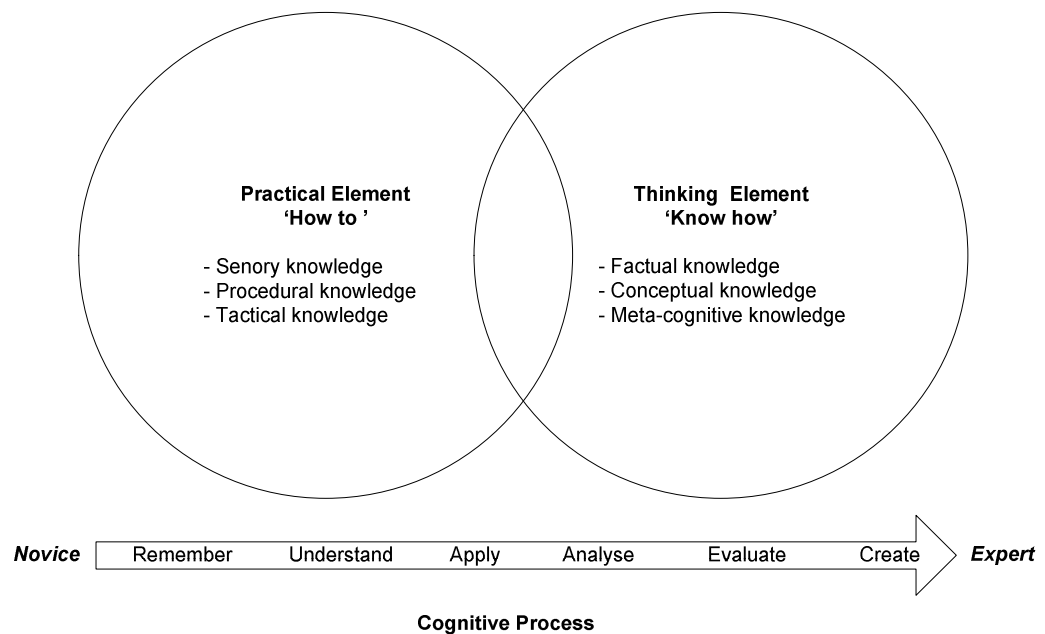 Practical Element
‘How to ’
- Senory knowledge
- Procedural knowledge
- Tactical knowledge
Thinking  Element
‘Know how’
- Factual knowledge
- Conceptual knowledge
- Meta-cognitive knowledge
Novice Remember Understand Apply Analyse Evaluate Create Expert
Cognitive Process